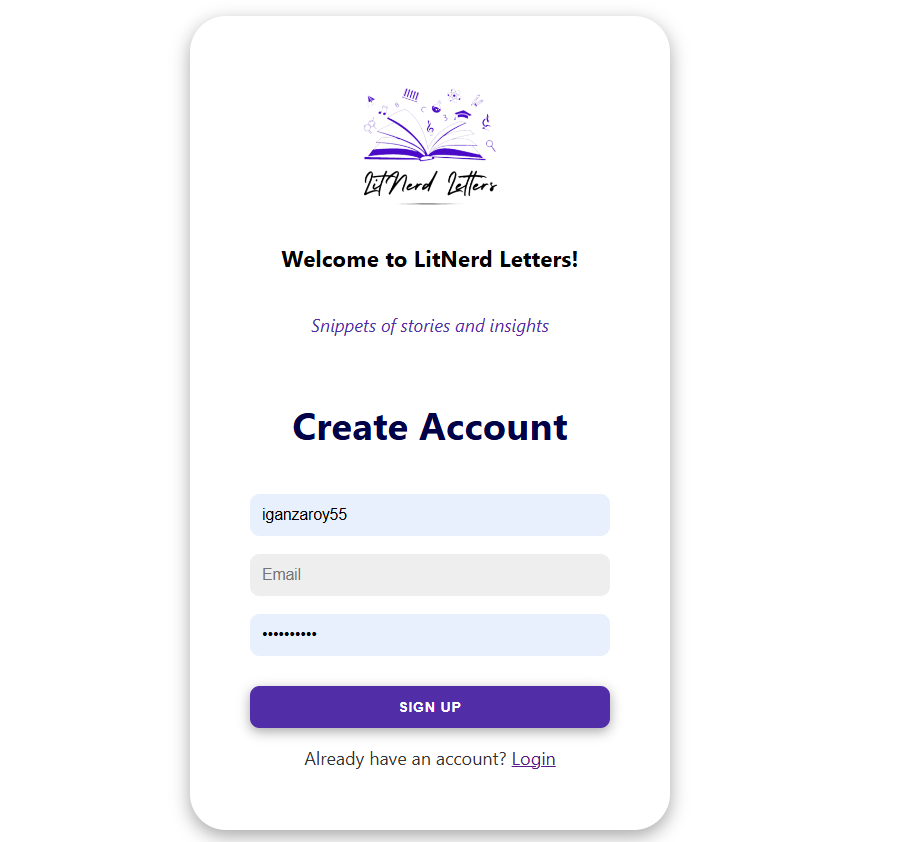 LitNerd Letters
Welcome to LitNerd Letters!
Snippets of stories and insights
Create Account
iganzaroy55
Email
••••••••••
SIGN UP
Already have an account? Login